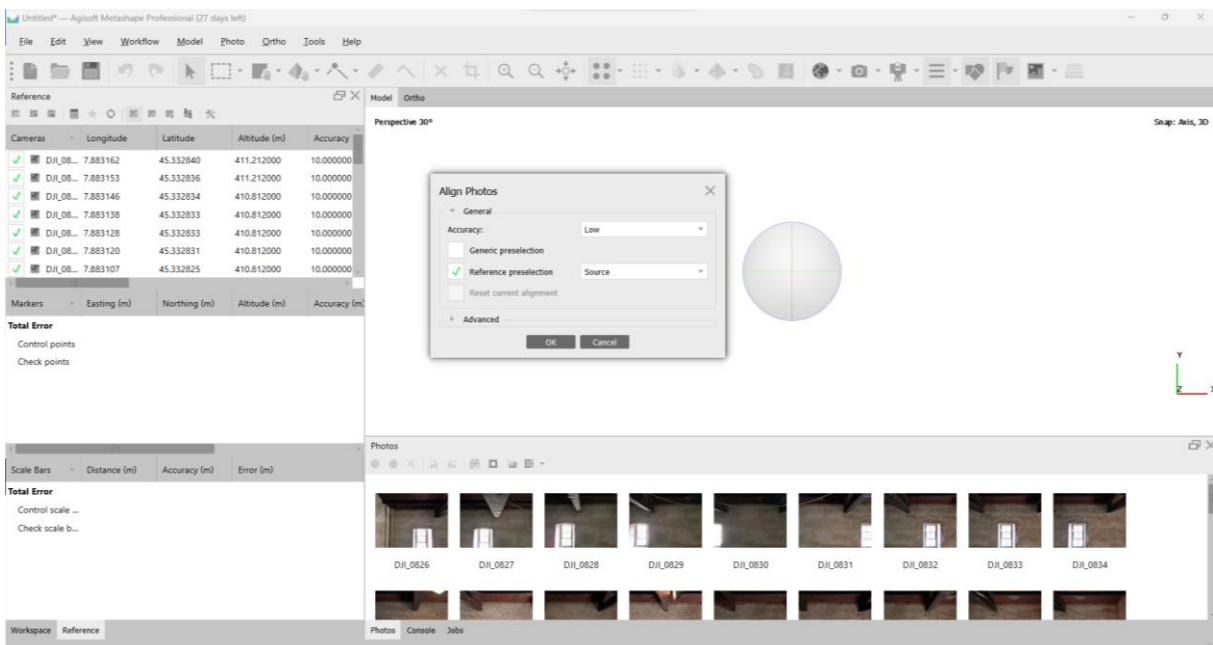 Untitled* — Agisoft Metashape Professional (27 days left)
File Edit View Workflow Model Photo Ortho Tools Help
Reference
Cameras Longitude Latitude Altitude (m) Accuracy
DJI_08... 7.883162 45.332840 411.212000 10.000000
DJI_08... 7.883153 45.332836 411.212000 10.000000
DJI_08... 7.883146 45.332834 410.812000 10.000000
DJI_08... 7.883138 45.332833 410.812000 10.000000
DJI_08... 7.883128 45.332833 410.812000 10.000000
DJI_08... 7.883120 45.332831 410.812000 10.000000
DJI_08... 7.883107 45.332825 410.812000 10.000000
Markers Easting (m) Northing (m) Altitude (m) Accuracy (m)
Total Error
Control points
Check points
Scale Bars Distance (m) Accuracy (m) Error (m)
Total Error
Control scale ...
Check scale b...
Workspace Reference
Model Ortho
Perspective 30°
Snap: Axis, 3D
Align Photos
General
Accuracy: Low
Generic preselection
Reference preselection Source
Reset current alignment
Advanced
OK Cancel
Y
Z X
Photos
DJI_0826 DJI_0827 DJI_0828 DJI_0829 DJI_0830 DJI_0831 DJI_0832 DJI_0833 DJI_0834
Photos Console Jobs